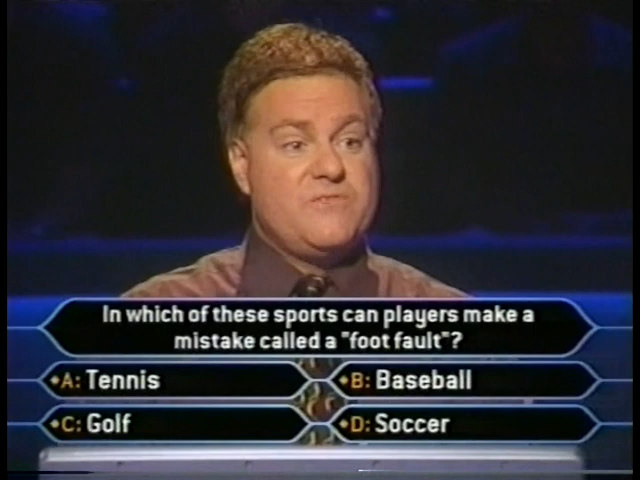 In which of these sports can players make a
mistake called a "foot fault"?
A: Tennis
B: Baseball
C: Golf
D: Soccer